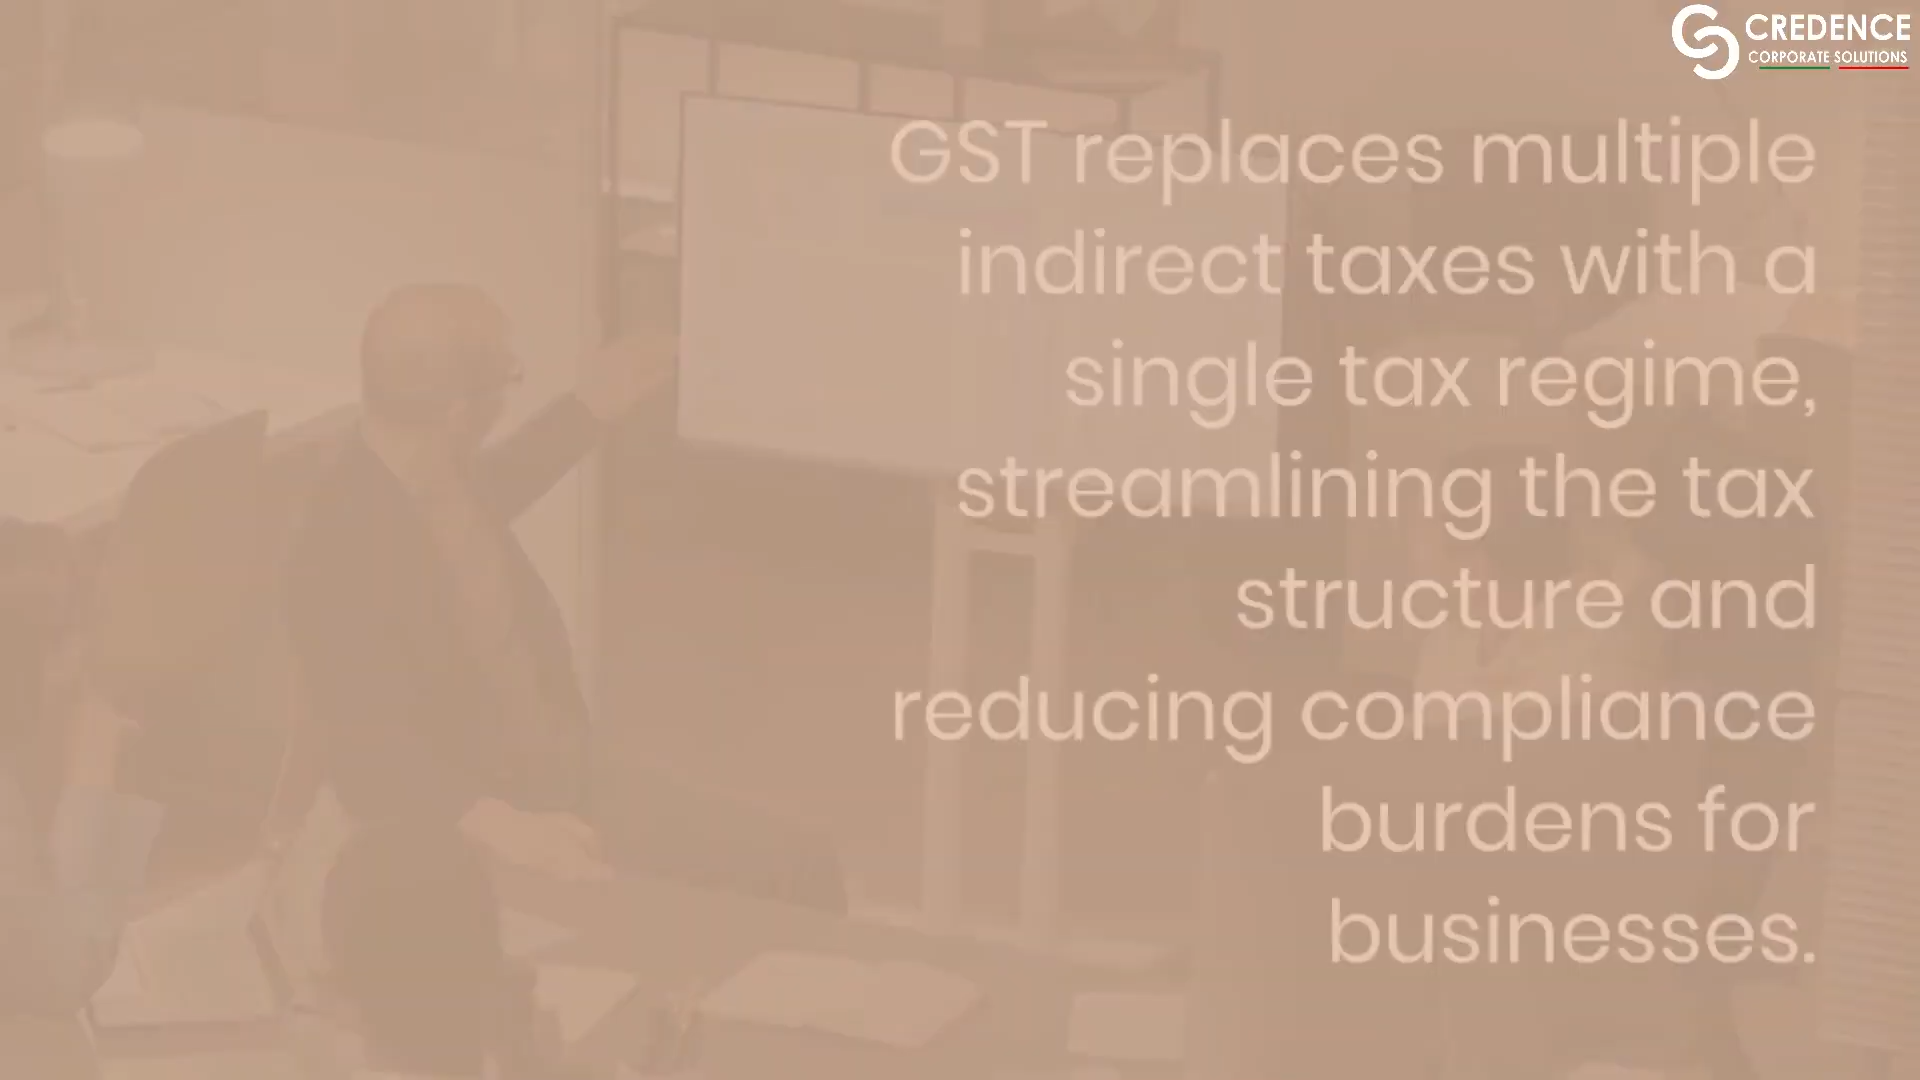 CREDENCE
CORPORATE SOLUTIONS
GST replaces multiple
indirect taxes with a
single tax regime,
streamlining the tax
structure and
reducing compliance
burdens for
businesses.